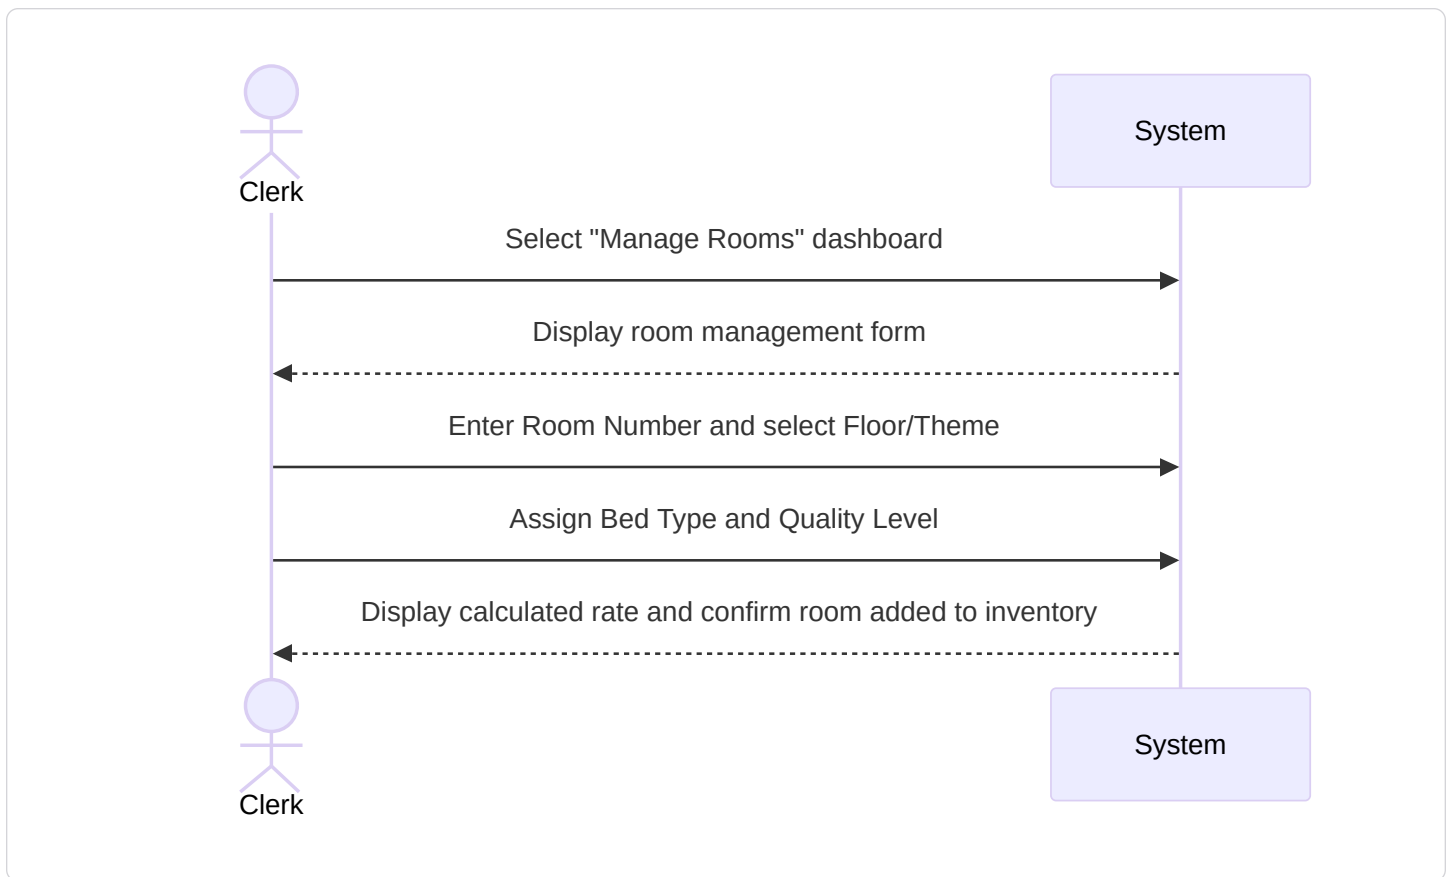 System
Clerk
Select "Manage Rooms" dashboard
Display room management form
Enter Room Number and select Floor/Theme
Assign Bed Type and Quality Level
Display calculated rate and confirm room added to inventory
System
Clerk